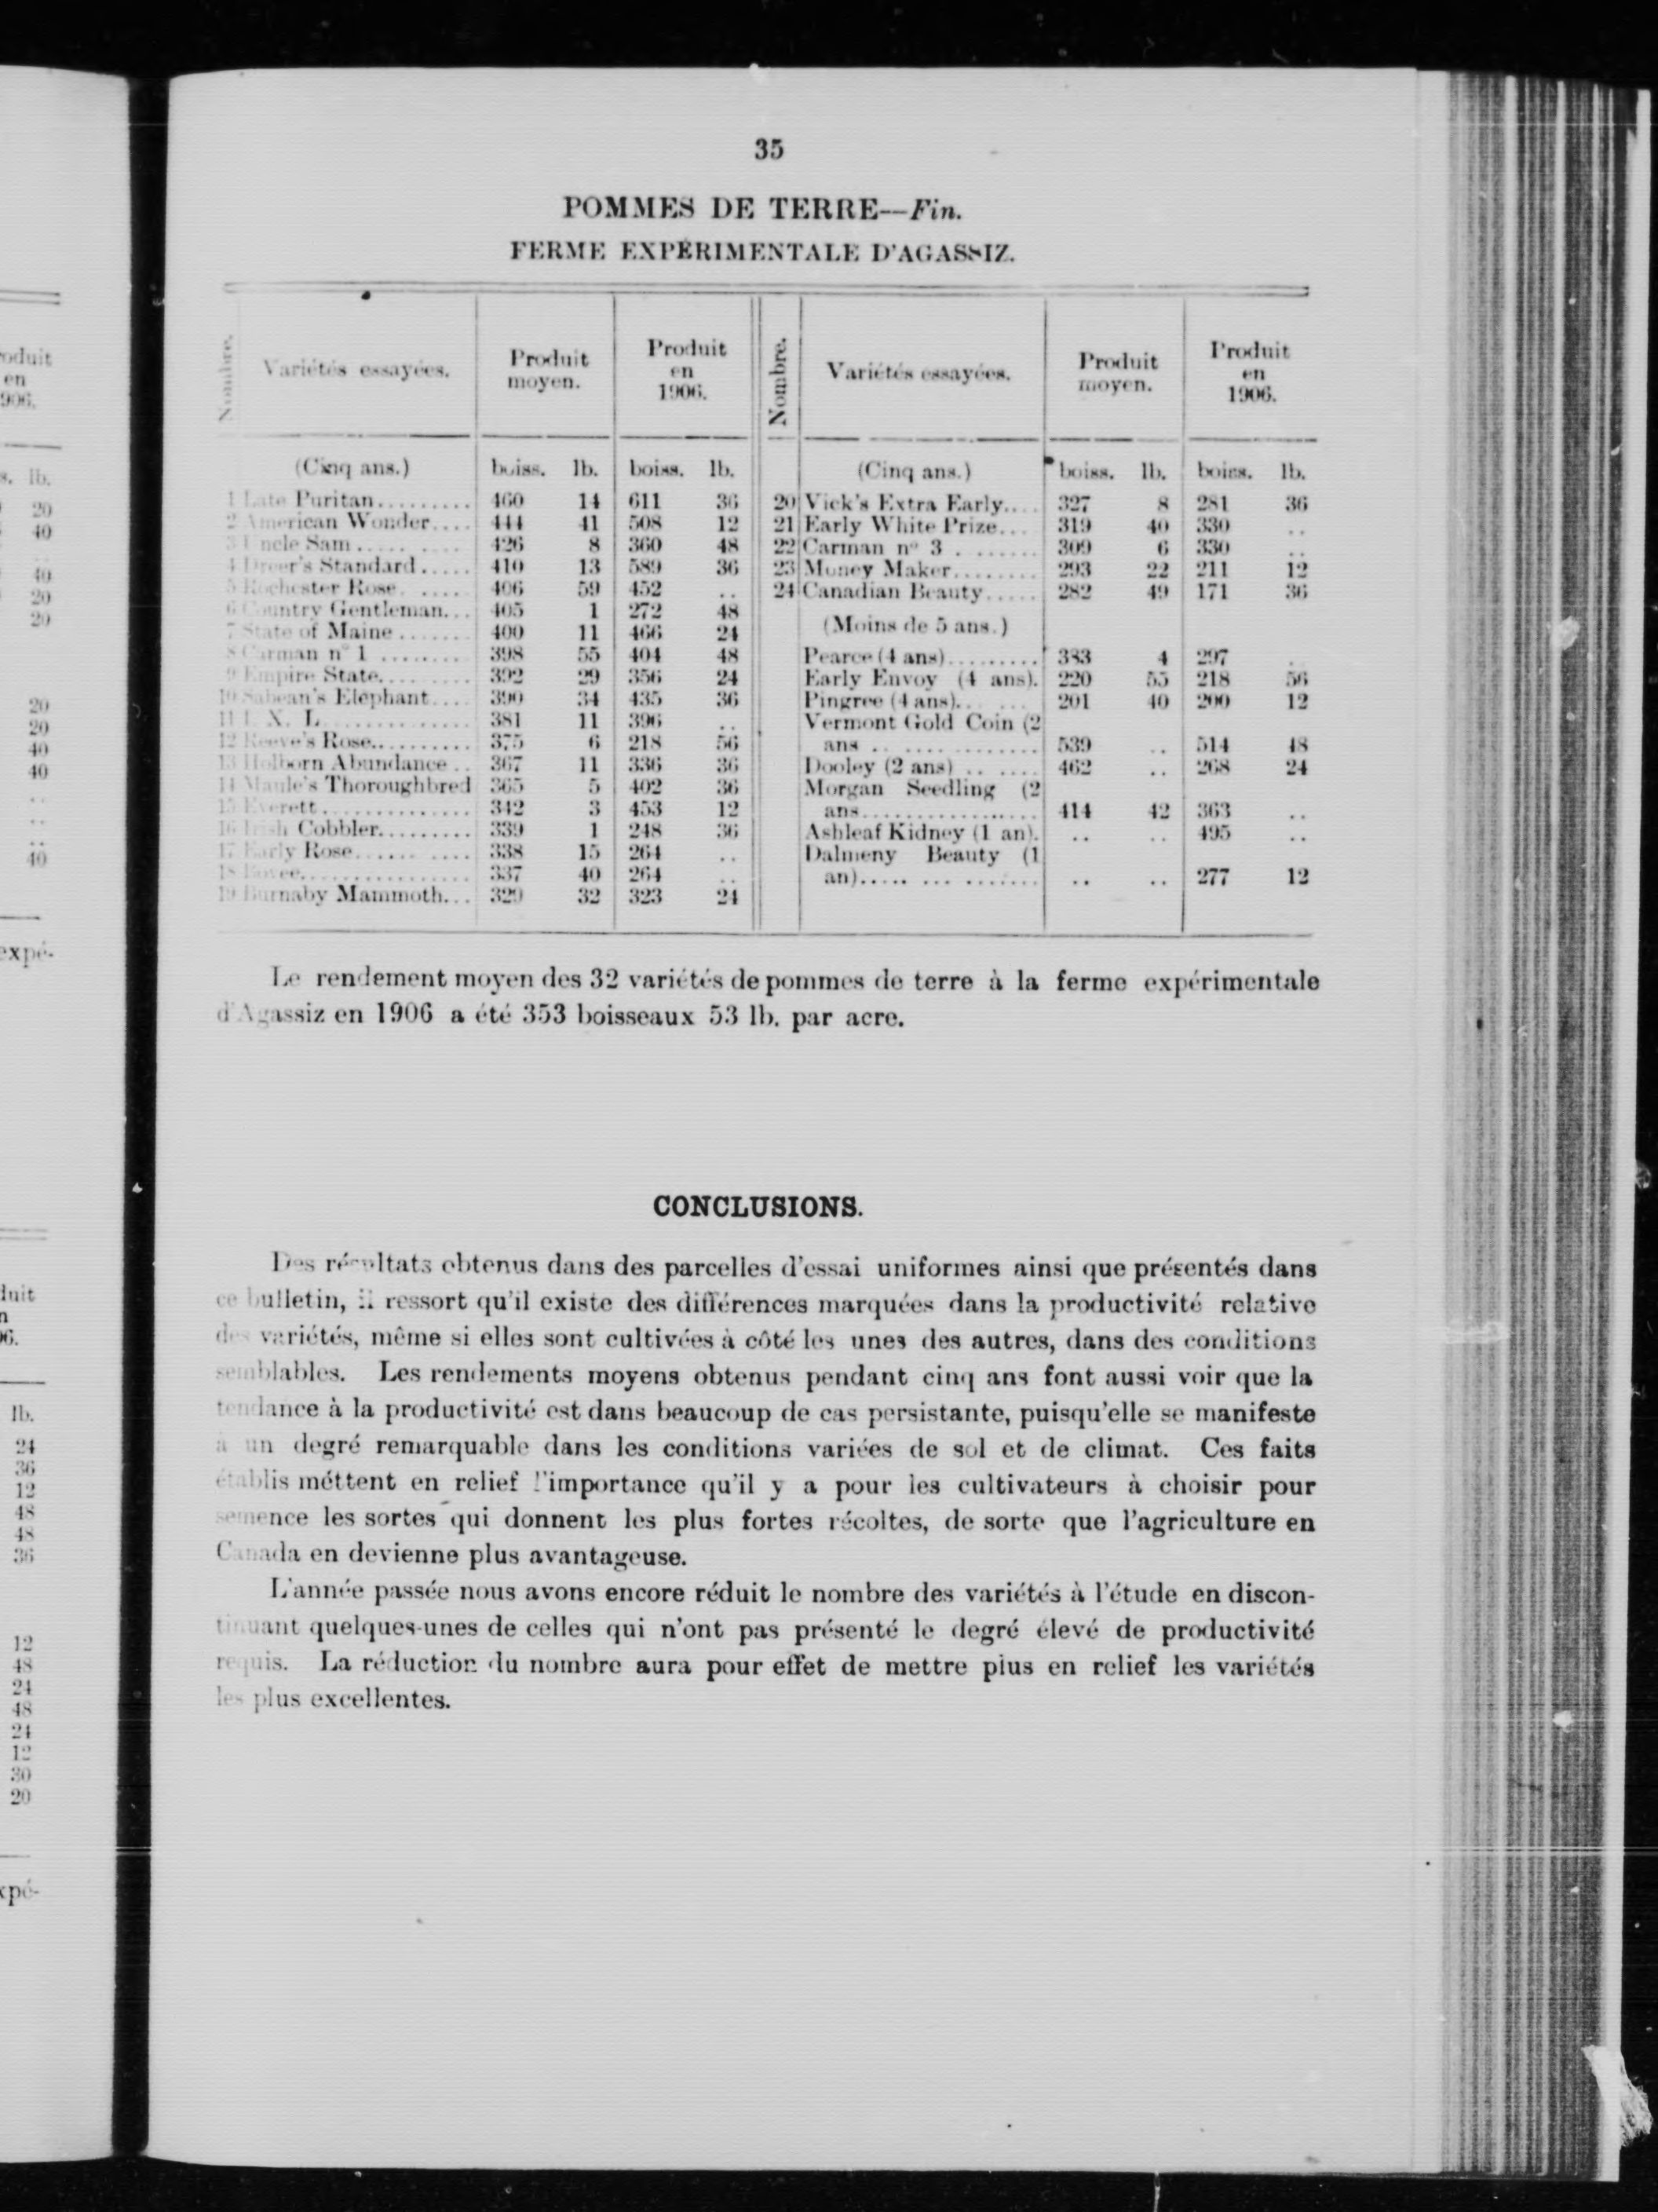 35
POMMES DE TERRE—Fin.
FERME EXPÉRIMENTALE D'AGASSIZ.
Nombre. Variétés essayées. Produit moyen. Produit en 1906. Nombre. Variétés essayées. Produit moyen. Produit en 1906.
(Cinq ans.) boiss. lb. boiss. lb. (Cinq ans.) boiss. lb. boiss. lb.
1 Late Puritan......... 460 14 611 36
2 American Wonder.... 444 41 508 12
3 Uncle Sam......... 426 8 360 48
4 Dreer's Standard..... 410 13 589 36
5 Rochester Rose...... 406 59 452 ..
6 Country Gentleman... 405 1 272 48
7 State of Maine....... 400 11 466 24
8 Carman n° 1 ......... 398 55 404 48
9 Empire State......... 392 29 356 24
10 Sabean's Elephant.... 390 34 435 36
11 I. X. L.............. 381 11 396 ..
12 Reeve's Rose.......... 375 6 218 56
13 Holborn Abundance .. 367 11 336 36
14 Maule's Thoroughbred 365 5 402 36
15 Everett.............. 342 3 453 12
16 Irish Cobbler......... 339 1 248 36
17 Early Rose........... 338 15 264 ..
18 Bovee................. 337 40 264 ..
19 Burnaby Mammoth... 329 32 323 24
20 Vick's Extra Early.... 327 8 281 36
21 Early White Prize... 319 40 330 ..
22 Carman n° 3 ........ 309 6 330 ..
23 Money Maker........ 293 22 211 12
24 Canadian Beauty..... 282 49 171 36
(Moins de 5 ans.)
Pearce (4 ans)......... 383 4 297 ..
Early Envoy (4 ans). 220 55 218 56
Pingree (4 ans)...... 201 40 200 12
Vermont Gold Coin (2
ans .. .............. 539 .. 514 48
Dooley (2 ans) ....... 462 .. 268 24
Morgan Seedling (2
ans................. 414 42 363 ..
Ashleaf Kidney (1 an). .. .. 495 ..
Dalmeny Beauty (1
an)................. .. .. 277 12
Le rendement moyen des 32 variétés de pommes de terre à la ferme expérimentale
d'Agassiz en 1906 a été 353 boisseaux 53 lb. par acre.
CONCLUSIONS.
Des résultats obtenus dans des parcelles d'essai uniformes ainsi que présentés dans
ce bulletin, il ressort qu'il existe des différences marquées dans la productivité relative
des variétés, même si elles sont cultivées à côté les unes des autres, dans des conditions
semblables. Les rendements moyens obtenus pendant cinq ans font aussi voir que la
tendance à la productivité est dans beaucoup de cas persistante, puisqu'elle se manifeste
à un degré remarquable dans les conditions variées de sol et de climat. Ces faits
établis méttent en relief l'importance qu'il y a pour les cultivateurs à choisir pour
semence les sortes qui donnent les plus fortes récoltes, de sorte que l'agriculture en
Canada en devienne plus avantageuse.
L'année passée nous avons encore réduit le nombre des variétés à l'étude en discon-
tinuant quelques-unes de celles qui n'ont pas présenté le degré élevé de productivité
requis. La réduction du nombre aura pour effet de mettre plus en relief les variétés
les plus excellentes.